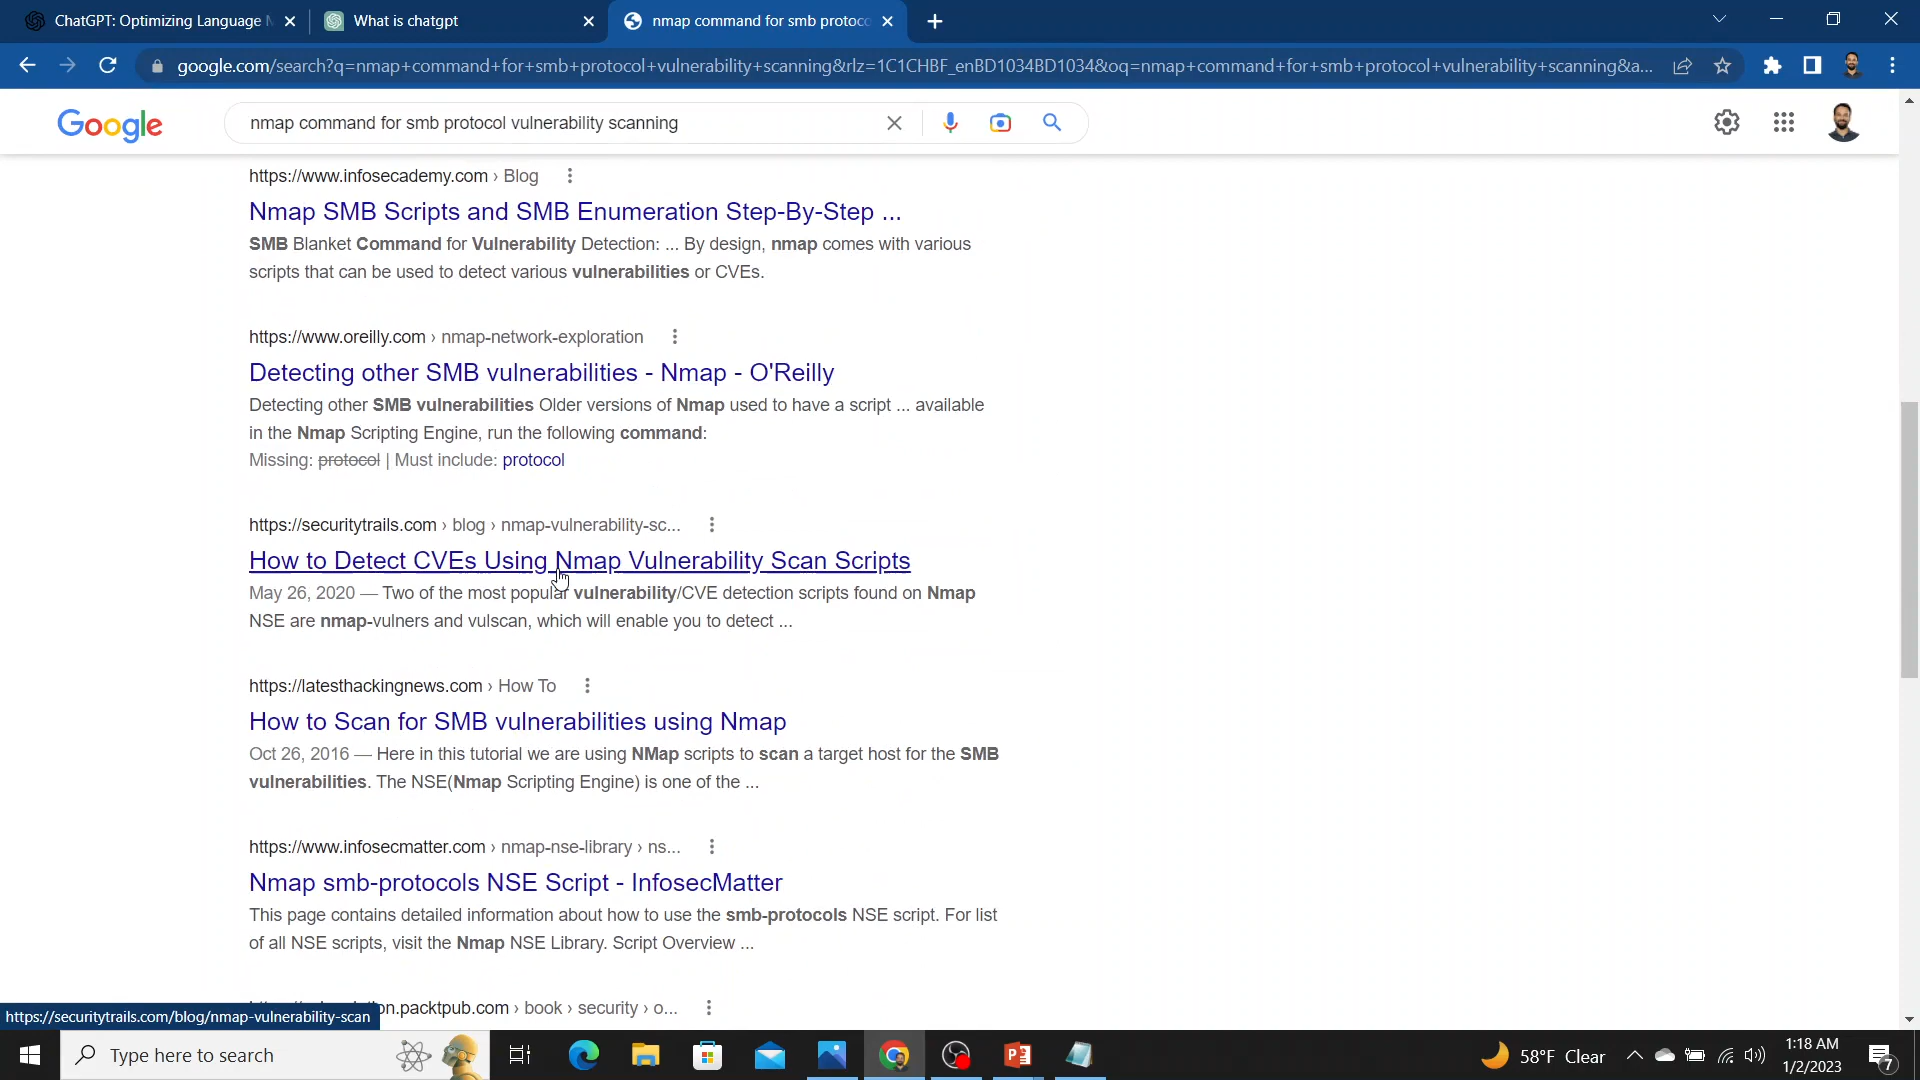 ChatGPT: Optimizing Language
What is chatgpt
nmap command for smb protoco
google.com/search?q=nmap+command+for+smb+protocol+vulnerability+scanning&rlz=1C1CHBF_enBD1034BD1034&oq=nmap+command+for+smb+protocol+vulnerability+scanning&a...
Google
nmap command for smb protocol vulnerability scanning
https://www.infosecademy.com › Blog
Nmap SMB Scripts and SMB Enumeration Step-By-Step ...
SMB Blanket Command for Vulnerability Detection: ... By design, nmap comes with various
scripts that can be used to detect various vulnerabilities or CVEs.
https://www.oreilly.com › nmap-network-exploration
Detecting other SMB vulnerabilities - Nmap - O'Reilly
Detecting other SMB vulnerabilities Older versions of Nmap used to have a script ... available
in the Nmap Scripting Engine, run the following command:
Missing: protocol | Must include: protocol
https://securitytrails.com › blog › nmap-vulnerability-sc...
How to Detect CVEs Using Nmap Vulnerability Scan Scripts
May 26, 2020 — Two of the most popular vulnerability/CVE detection scripts found on Nmap
NSE are nmap-vulners and vulscan, which will enable you to detect ...
https://latesthackingnews.com › How To
How to Scan for SMB vulnerabilities using Nmap
Oct 26, 2016 — Here in this tutorial we are using NMap scripts to scan a target host for the SMB
vulnerabilities. The NSE(Nmap Scripting Engine) is one of the ...
https://www.infosecmatter.com › nmap-nse-library › ns...
Nmap smb-protocols NSE Script - InfosecMatter
This page contains detailed information about how to use the smb-protocols NSE script. For list
of all NSE scripts, visit the Nmap NSE Library. Script Overview ...
on.packtpub.com › book › security › o...
https://securitytrails.com/blog/nmap-vulnerability-scan
Type here to search
58°F Clear
1:18 AM
1/2/2023
7